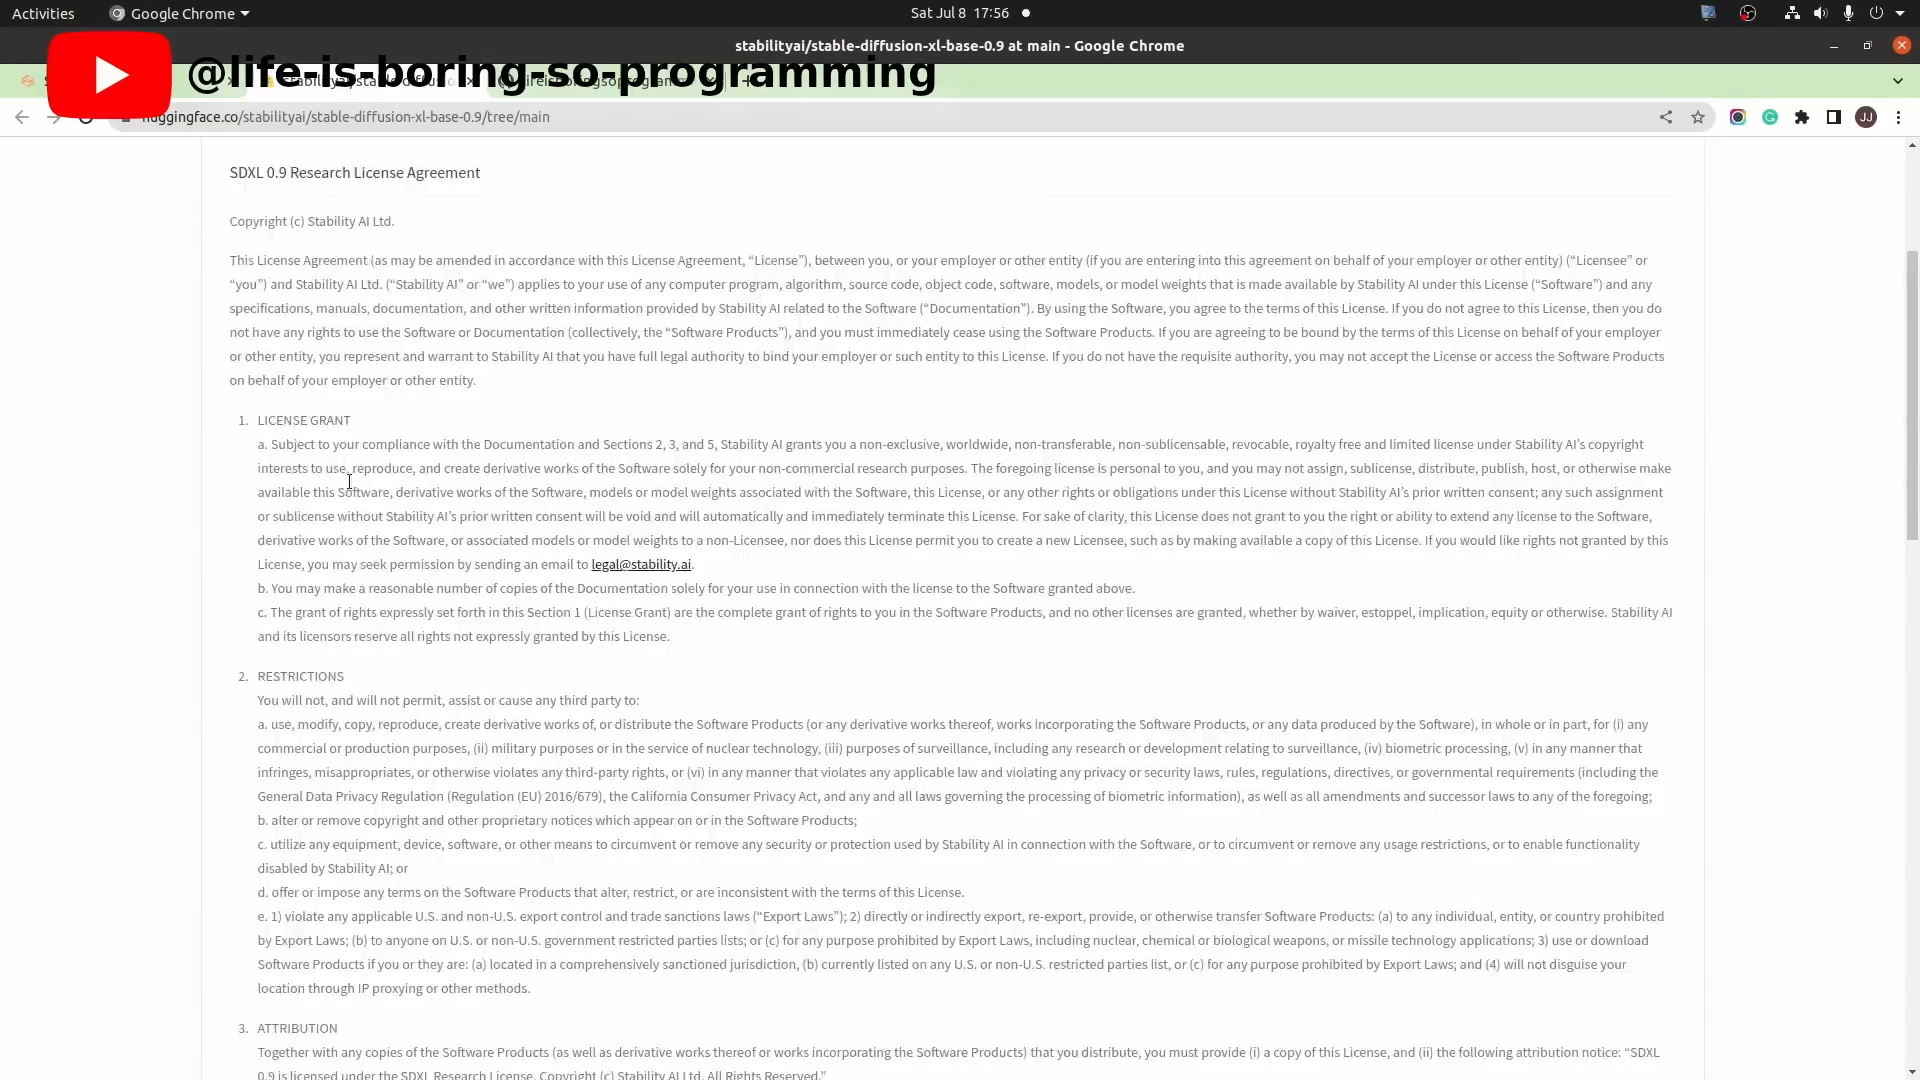 Activities Google Chrome Sat Jul 8 17:56
stabilityai/stable-diffusion-xl-base-0.9 at main - Google Chrome
@life-is-boring-so-programming
huggingface.co/stabilityai/stable-diffusion-xl-base-0.9/tree/main
JJ
SDXL 0.9 Research License Agreement
Copyright (c) Stability AI Ltd.
This License Agreement (as may be amended in accordance with this License Agreement, “License”), between you, or your employer or other entity (if you are entering into this agreement on behalf of your employer or other entity) (“Licensee” or
“you”) and Stability AI Ltd. (“Stability AI” or “we”) applies to your use of any computer program, algorithm, source code, object code, software, models, or model weights that is made available by Stability AI under this License (“Software”) and any
specifications, manuals, documentation, and other written information provided by Stability AI related to the Software (“Documentation”). By using the Software, you agree to the terms of this License. If you do not agree to this License, then you do
not have any rights to use the Software or Documentation (collectively, the “Software Products”), and you must immediately cease using the Software Products. If you are agreeing to be bound by the terms of this License on behalf of your employer
or other entity, you represent and warrant to Stability AI that you have full legal authority to bind your employer or such entity to this License. If you do not have the requisite authority, you may not accept the License or access the Software Products
on behalf of your employer or other entity.
1. LICENSE GRANT
a. Subject to your compliance with the Documentation and Sections 2, 3, and 5, Stability AI grants you a non-exclusive, worldwide, non-transferable, non-sublicensable, revocable, royalty free and limited license under Stability AI’s copyright
interests to use, reproduce, and create derivative works of the Software solely for your non-commercial research purposes. The foregoing license is personal to you, and you may not assign, sublicense, distribute, publish, host, or otherwise make
available this Software, derivative works of the Software, models or model weights associated with the Software, this License, or any other rights or obligations under this License without Stability AI’s prior written consent; any such assignment
or sublicense without Stability AI’s prior written consent will be void and will automatically and immediately terminate this License. For sake of clarity, this License does not grant to you the right or ability to extend any license to the Software,
derivative works of the Software, or associated models or model weights to a non-Licensee, nor does this License permit you to create a new Licensee, such as by making available a copy of this License. If you would like rights not granted by this
License, you may seek permission by sending an email to legal@stability.ai.
b. You may make a reasonable number of copies of the Documentation solely for your use in connection with the license to the Software granted above.
c. The grant of rights expressly set forth in this Section 1 (License Grant) are the complete grant of rights to you in the Software Products, and no other licenses are granted, whether by waiver, estoppel, implication, equity or otherwise. Stability AI
and its licensors reserve all rights not expressly granted by this License.
2. RESTRICTIONS
You will not, and will not permit, assist or cause any third party to:
a. use, modify, copy, reproduce, create derivative works of, or distribute the Software Products (or any derivative works thereof, works incorporating the Software Products, or any data produced by the Software), in whole or in part, for (i) any
commercial or production purposes, (ii) military purposes or in the service of nuclear technology, (iii) purposes of surveillance, including any research or development relating to surveillance, (iv) biometric processing, (v) in any manner that
infringes, misappropriates, or otherwise violates any third-party rights, or (vi) in any manner that violates any applicable law and violating any privacy or security laws, rules, regulations, directives, or governmental requirements (including the
General Data Privacy Regulation (Regulation (EU) 2016/679), the California Consumer Privacy Act, and any and all laws governing the processing of biometric information), as well as all amendments and successor laws to any of the foregoing;
b. alter or remove copyright and other proprietary notices which appear on or in the Software Products;
c. utilize any equipment, device, software, or other means to circumvent or remove any security or protection used by Stability AI in connection with the Software, or to circumvent or remove any usage restrictions, or to enable functionality
disabled by Stability AI; or
d. offer or impose any terms on the Software Products that alter, restrict, or are inconsistent with the terms of this License.
e. 1) violate any applicable U.S. and non-U.S. export control and trade sanctions laws (“Export Laws”); 2) directly or indirectly export, re-export, provide, or otherwise transfer Software Products: (a) to any individual, entity, or country prohibited
by Export Laws; (b) to anyone on U.S. or non-U.S. government restricted parties lists; or (c) for any purpose prohibited by Export Laws, including nuclear, chemical or biological weapons, or missile technology applications; 3) use or download
Software Products if you or they are: (a) located in a comprehensively sanctioned jurisdiction, (b) currently listed on any U.S. or non-U.S. restricted parties list, or (c) for any purpose prohibited by Export Laws; and (4) will not disguise your
location through IP proxying or other methods.
3. ATTRIBUTION
Together with any copies of the Software Products (as well as derivative works thereof or works incorporating the Software Products) that you distribute, you must provide (i) a copy of this License, and (ii) the following attribution notice: “SDXL
0.9 is licensed under the SDXL Research License, Copyright (c) Stability AI Ltd. All Rights Reserved.”